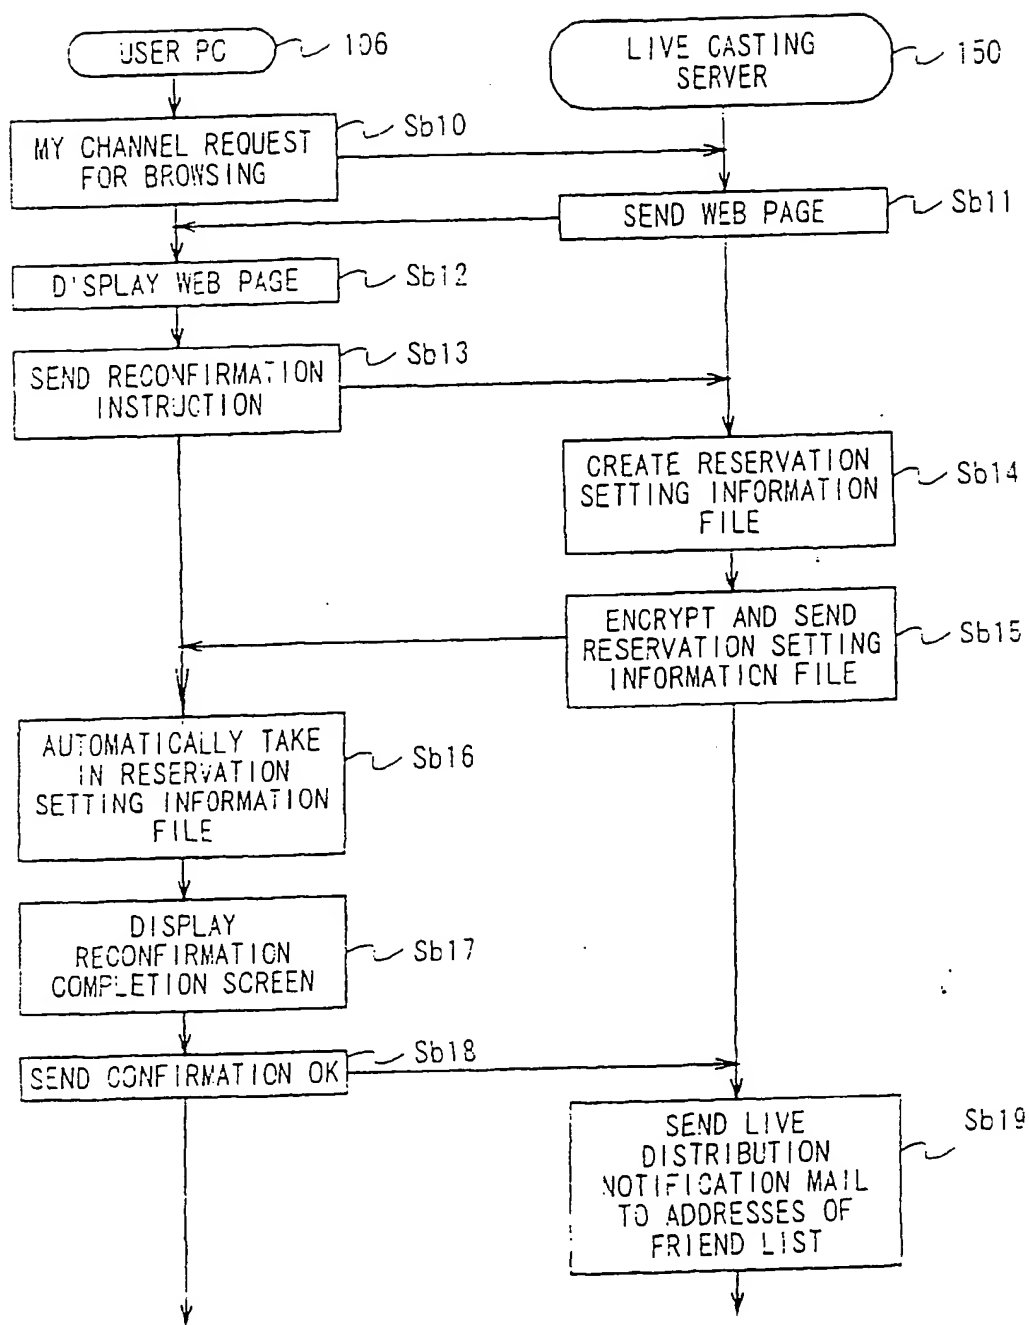 USER PC
106
LIVE CASTING
SERVER
150
MY CHANNEL REQUEST
FOR BROWSING
Sb10
SEND WEB PAGE
Sb11
D'SPLAY WEB PAGE
Sb12
SEND RECONFIRMATION
INSTRUCTION
Sb13
CREATE RESERVATION
SETTING INFORMATION
FILE
Sb14
ENCRYPT AND SEND
RESERVATION SETTING
INFORMATION FILE
Sb15
AUTOMATICALLY TAKE
IN RESERVATION
SETTING INFORMATION
FILE
Sb16
DISPLAY
RECONFIRMATION
COMPLETION SCREEN
Sb17
SEND CONFIRMATION OK
Sb18
SEND LIVE
DISTRIBUTION
NOTIFICATION MAIL
TO ADDRESSES OF
FRIEND LIST
Sb19